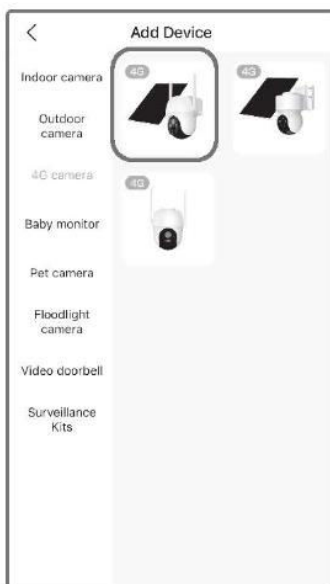 Add Device
Indoor camera
Outdoor
camera
4G camera
Baby monitor
Pet camera
Floodlight
camera
Video doorbell
Surveillance
Kits
4G
4G
4G